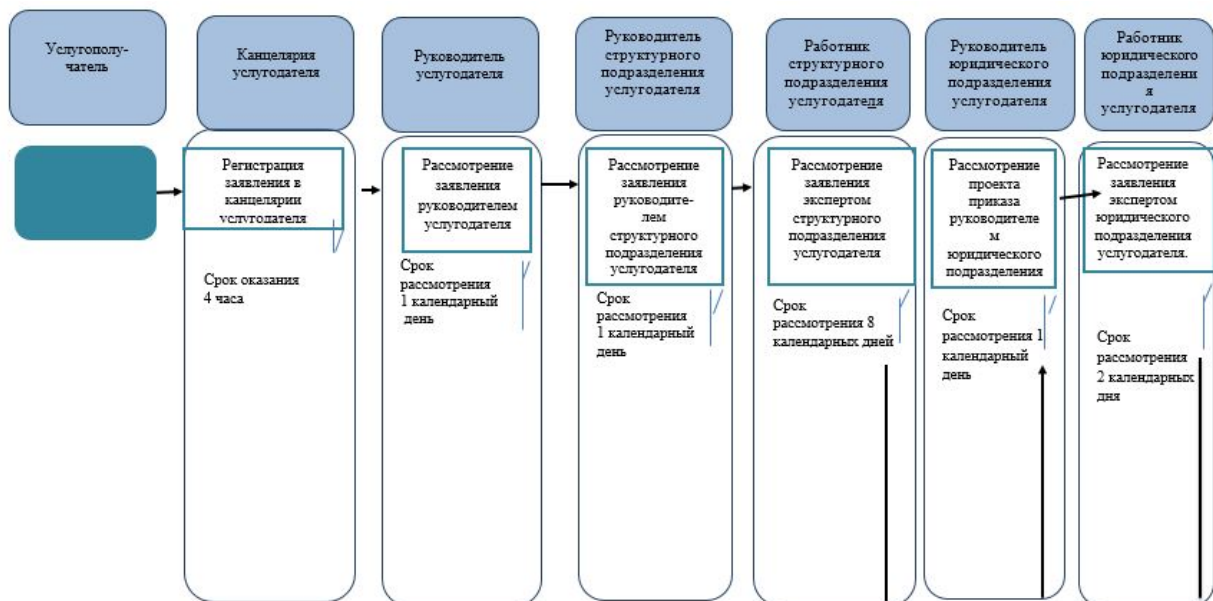 Услугополу-
чатель
Канцелярия
услугодателя
Руководитель
услугодателя
Руководитель
структурного
подразделения
услугодателя
Работник
структурного
подразделения
услугодателя
Руководитель
юридического
подразделения
услугодателя
Работник
юридического
подразделени
я
услугодателя
Регистрация
заявления в
канцелярии
услугодателя
Срок оказания
4 часа
Рассмотрение
заявления
руководителем
услугодателя
Срок
рассмотрения
1 календарный
день
Рассмотрение
заявления
руководите-
лем
структурного
подразделения
услугодателя
Срок
рассмотрения
1 календарный
день
Рассмотрение
заявления
экспертом
структурного
подразделения
услугодателя
Срок
рассмотрения 8
календарных дней
Рассмотрение
проекта
приказа
руководителе
м
юридического
подразделения
Срок
рассмотрения 1
календарный
день
Рассмотрение
заявления
экспертом
юридического
подразделения
услугодателя.
Срок
рассмотрения
2 календарных
дня